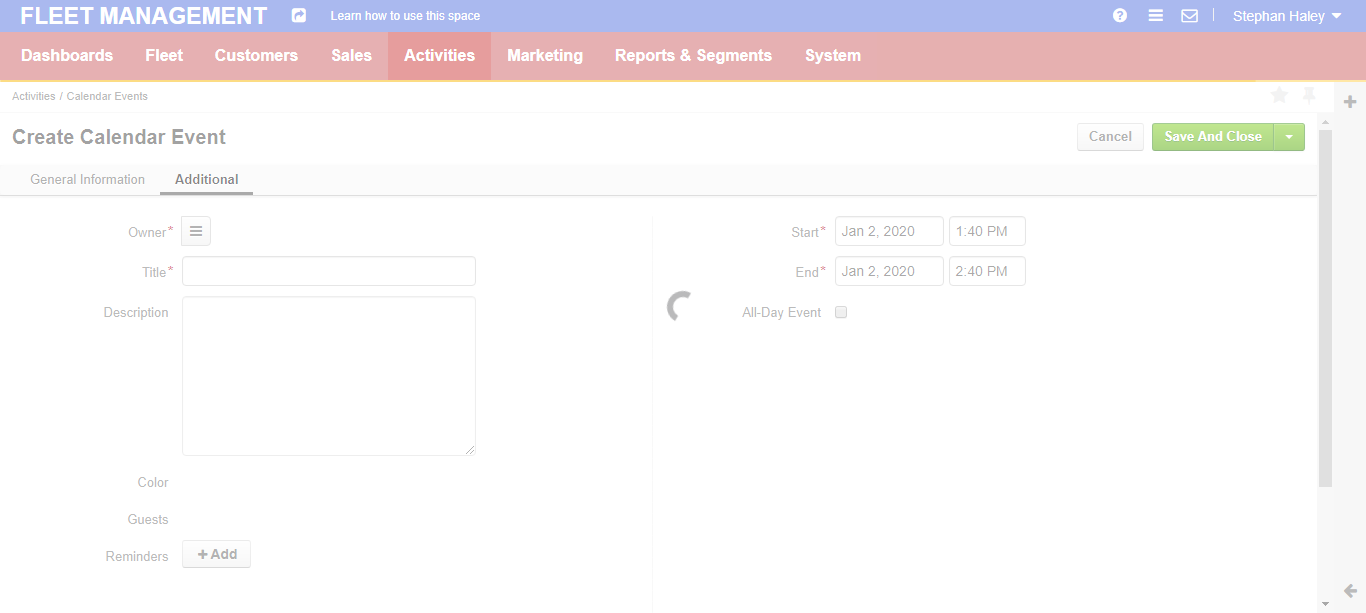 FLEET MANAGEMENT Learn how to use this space Stephan Haley
Dashboards Fleet Customers Sales Activities Marketing Reports & Segments System
Activities / Calendar Events
Create Calendar Event Cancel Save And Close
General Information Additional
Owner* Start* Jan 2, 2020 1:40 PM
Title* End* Jan 2, 2020 2:40 PM
Description All-Day Event
Color
Guests
Reminders + Add